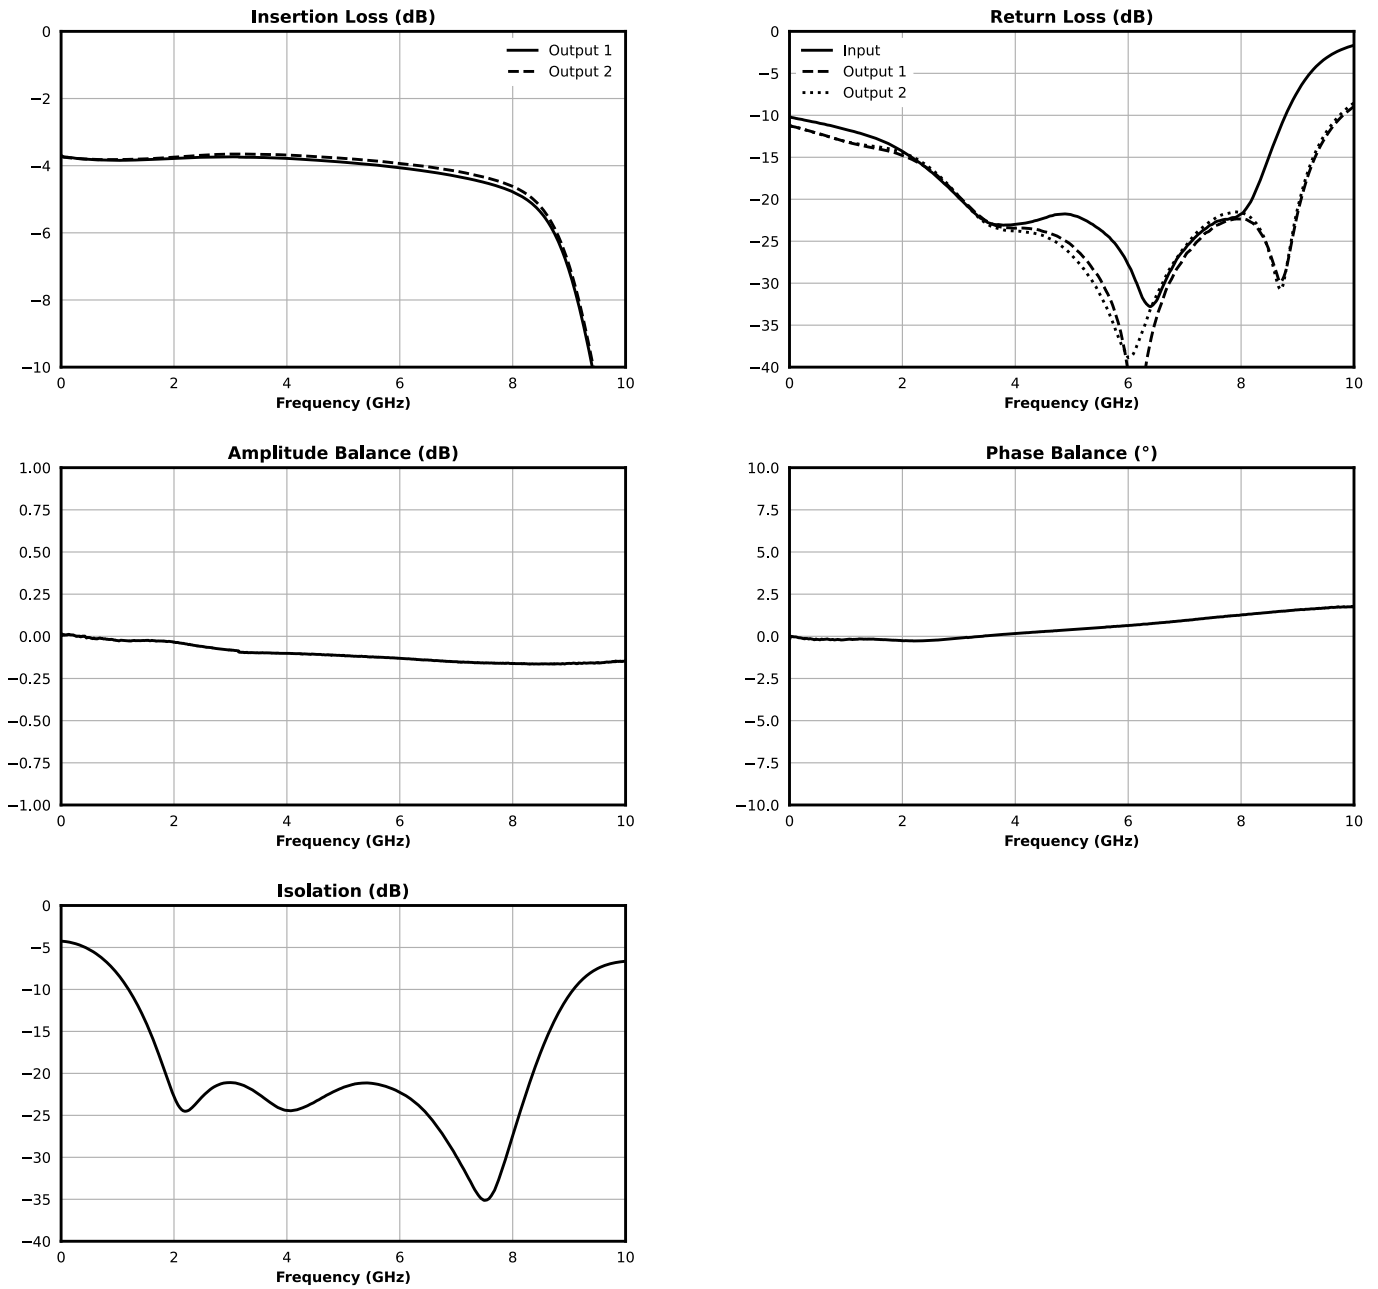 Insertion Loss (dB)
0
−2
−4
−6
−8
−10
Output 1
Output 2
0 2 4 6 8 10
Frequency (GHz)
Return Loss (dB)
0
−5
−10
−15
−20
−25
−30
−35
−40
Input
Output 1
Output 2
0 2 4 6 8 10
Frequency (GHz)
Amplitude Balance (dB)
1.00
0.75
0.50
0.25
0.00
−0.25
−0.50
−0.75
−1.00
0 2 4 6 8 10
Frequency (GHz)
Phase Balance (°)
10.0
7.5
5.0
2.5
0.0
−2.5
−5.0
−7.5
−10.0
0 2 4 6 8 10
Frequency (GHz)
Isolation (dB)
0
−5
−10
−15
−20
−25
−30
−35
−40
0 2 4 6 8 10
Frequency (GHz)